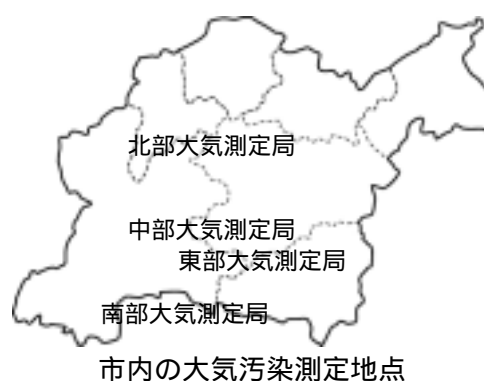 北部大気測定局
中部大気測定局
東部大気測定局
南部大気測定局
市内の大気汚染測定地点